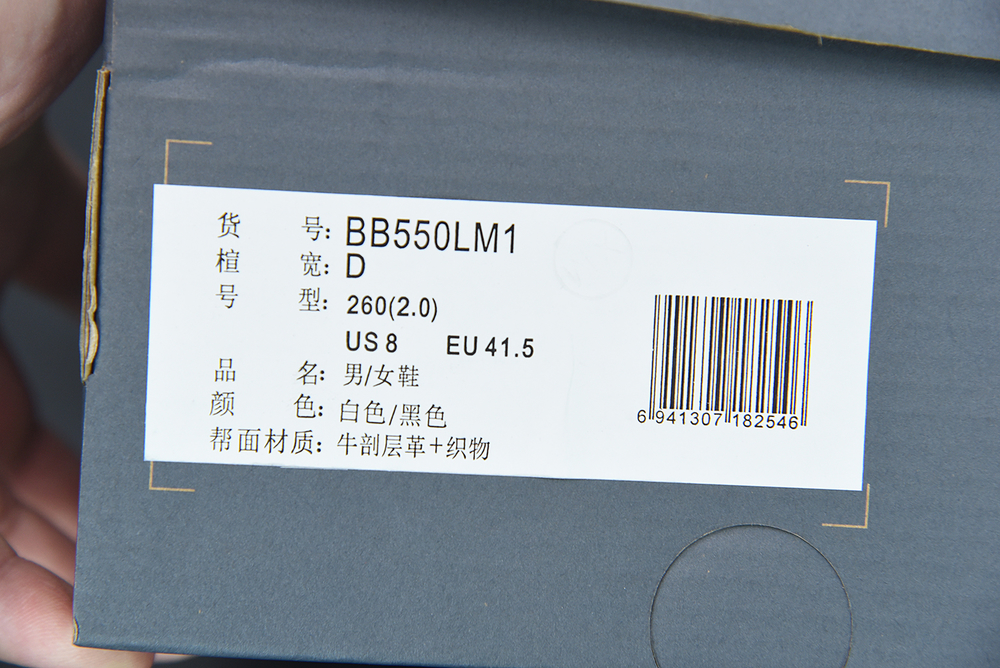 货号: BB550LM1
楦宽: D
号型: 260(2.0)
US 8 EU 41.5
品名: 男/女鞋
颜色: 白色/黑色
帮面材质: 牛剖层革+织物
6 941307 182546